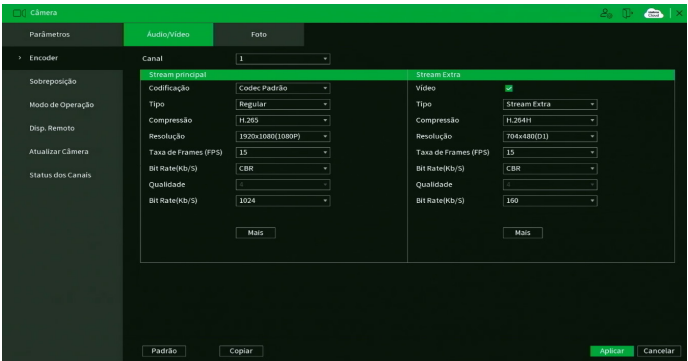 Câmera
Parâmetros
Áudio/Vídeo Foto
> Encoder
Canal 1
Sobreposição
Modo de Operação
Disp. Remoto
Atualizar Câmera
Status dos Canais
Stream principal Stream Extra
Codificação Codec Padrão Vídeo
Tipo Regular Tipo Stream Extra
Compressão H.265 Compressão H.264H
Resolução 1920x1080(1080P) Resolução 704x480(D1)
Taxa de Frames (FPS) 15 Taxa de Frames (FPS) 15
Bit Rate(Kb/S) CBR Bit Rate(Kb/S) CBR
Qualidade 4 Qualidade 4
Bit Rate(Kb/S) 1024 Bit Rate(Kb/S) 160
Mais Mais
Padrão Copiar Aplicar Cancelar